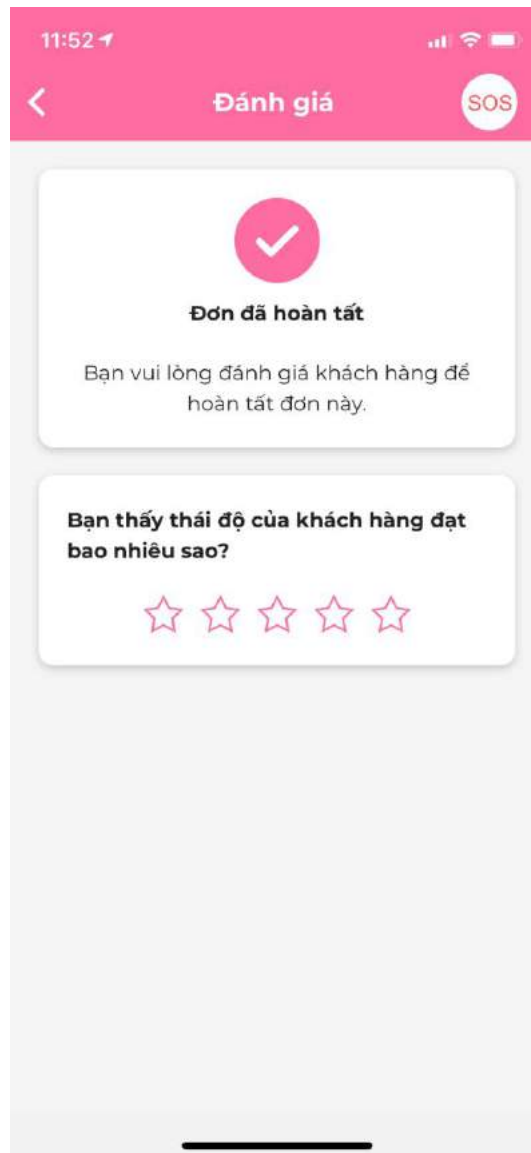 11:52
Đánh giá
SOS
Đơn đã hoàn tất
Bạn vui lòng đánh giá khách hàng để
hoàn tất đơn này.
Bạn thấy thái độ của khách hàng đạt
bao nhiêu sao?